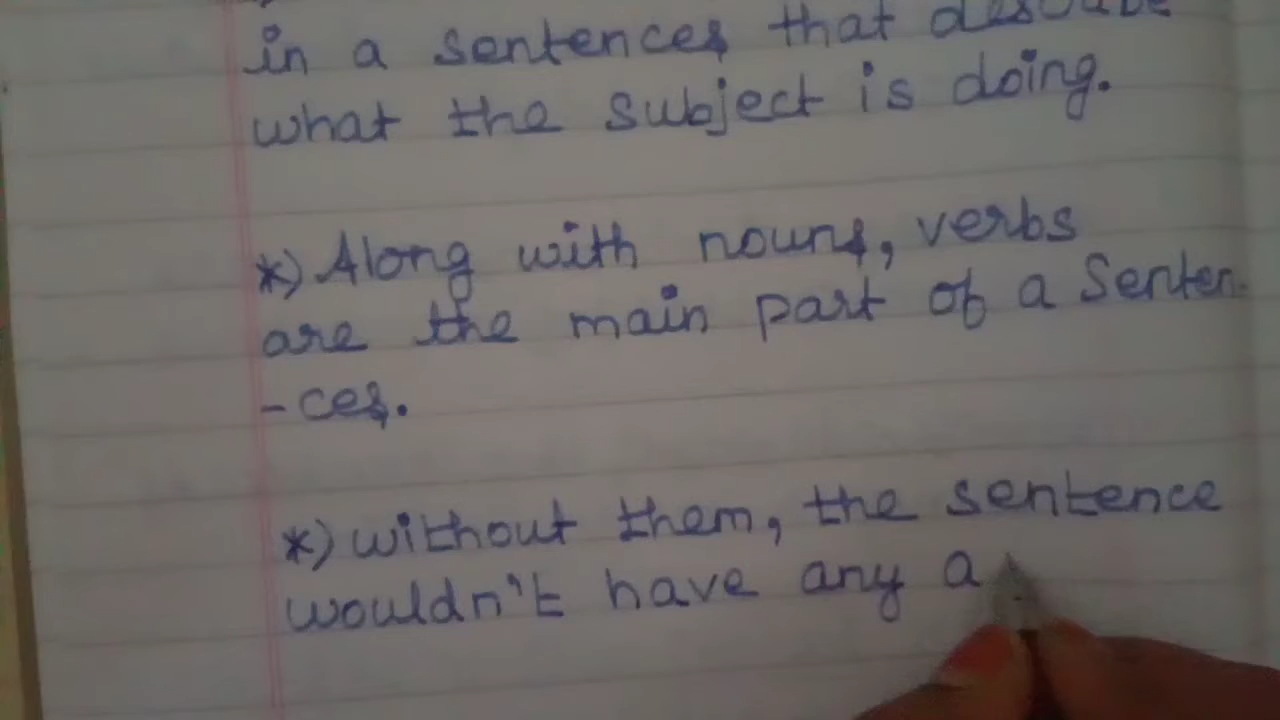 in a sentences that describe
what the subject is doing.
*) Along with nouns, verbs
are the main part of a Senten-
-ces.
*) without them, the sentence
wouldn't have any a